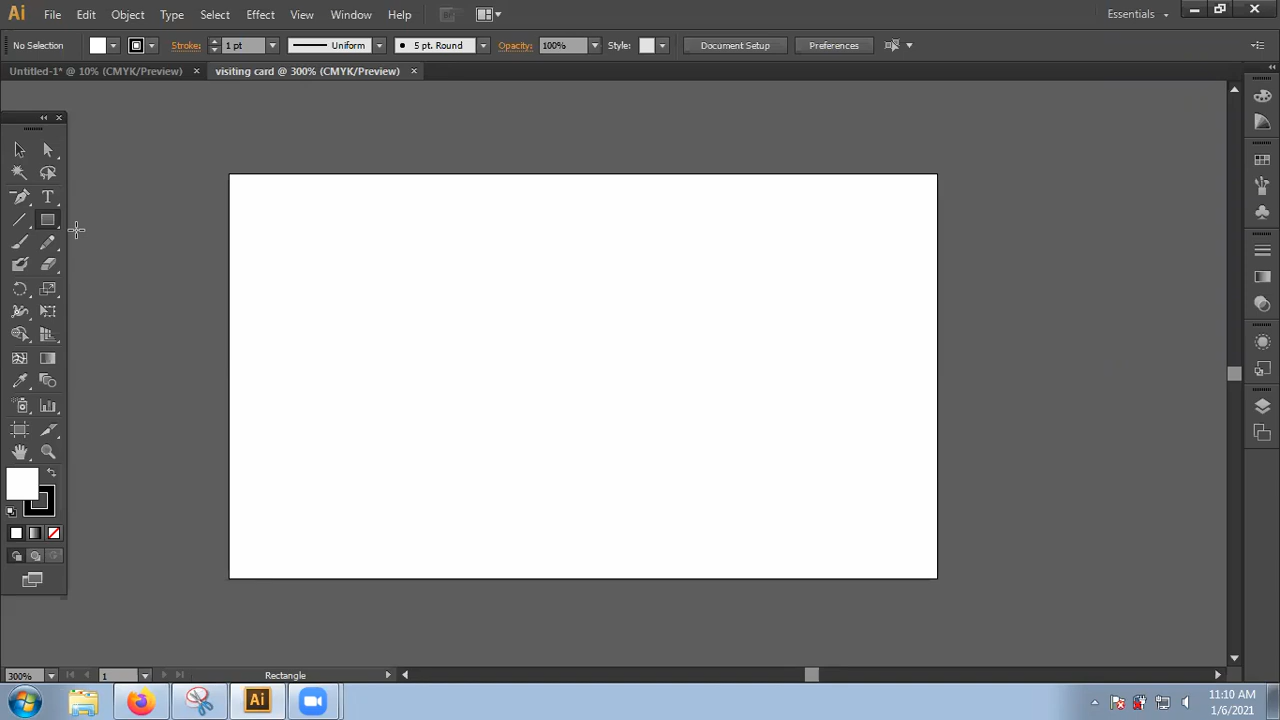 Ai File Edit Object Type Select Effect View Window Help Essentials
No Selection Stroke: 1 pt Uniform 5 pt. Round Opacity: 100% Style: Document Setup Preferences
Untitled-1* @ 10% (CMYK/Preview) × visiting card @ 300% (CMYK/Preview) ×
T
300% 1 Rectangle
Ai
11:10 AM
1/6/2021